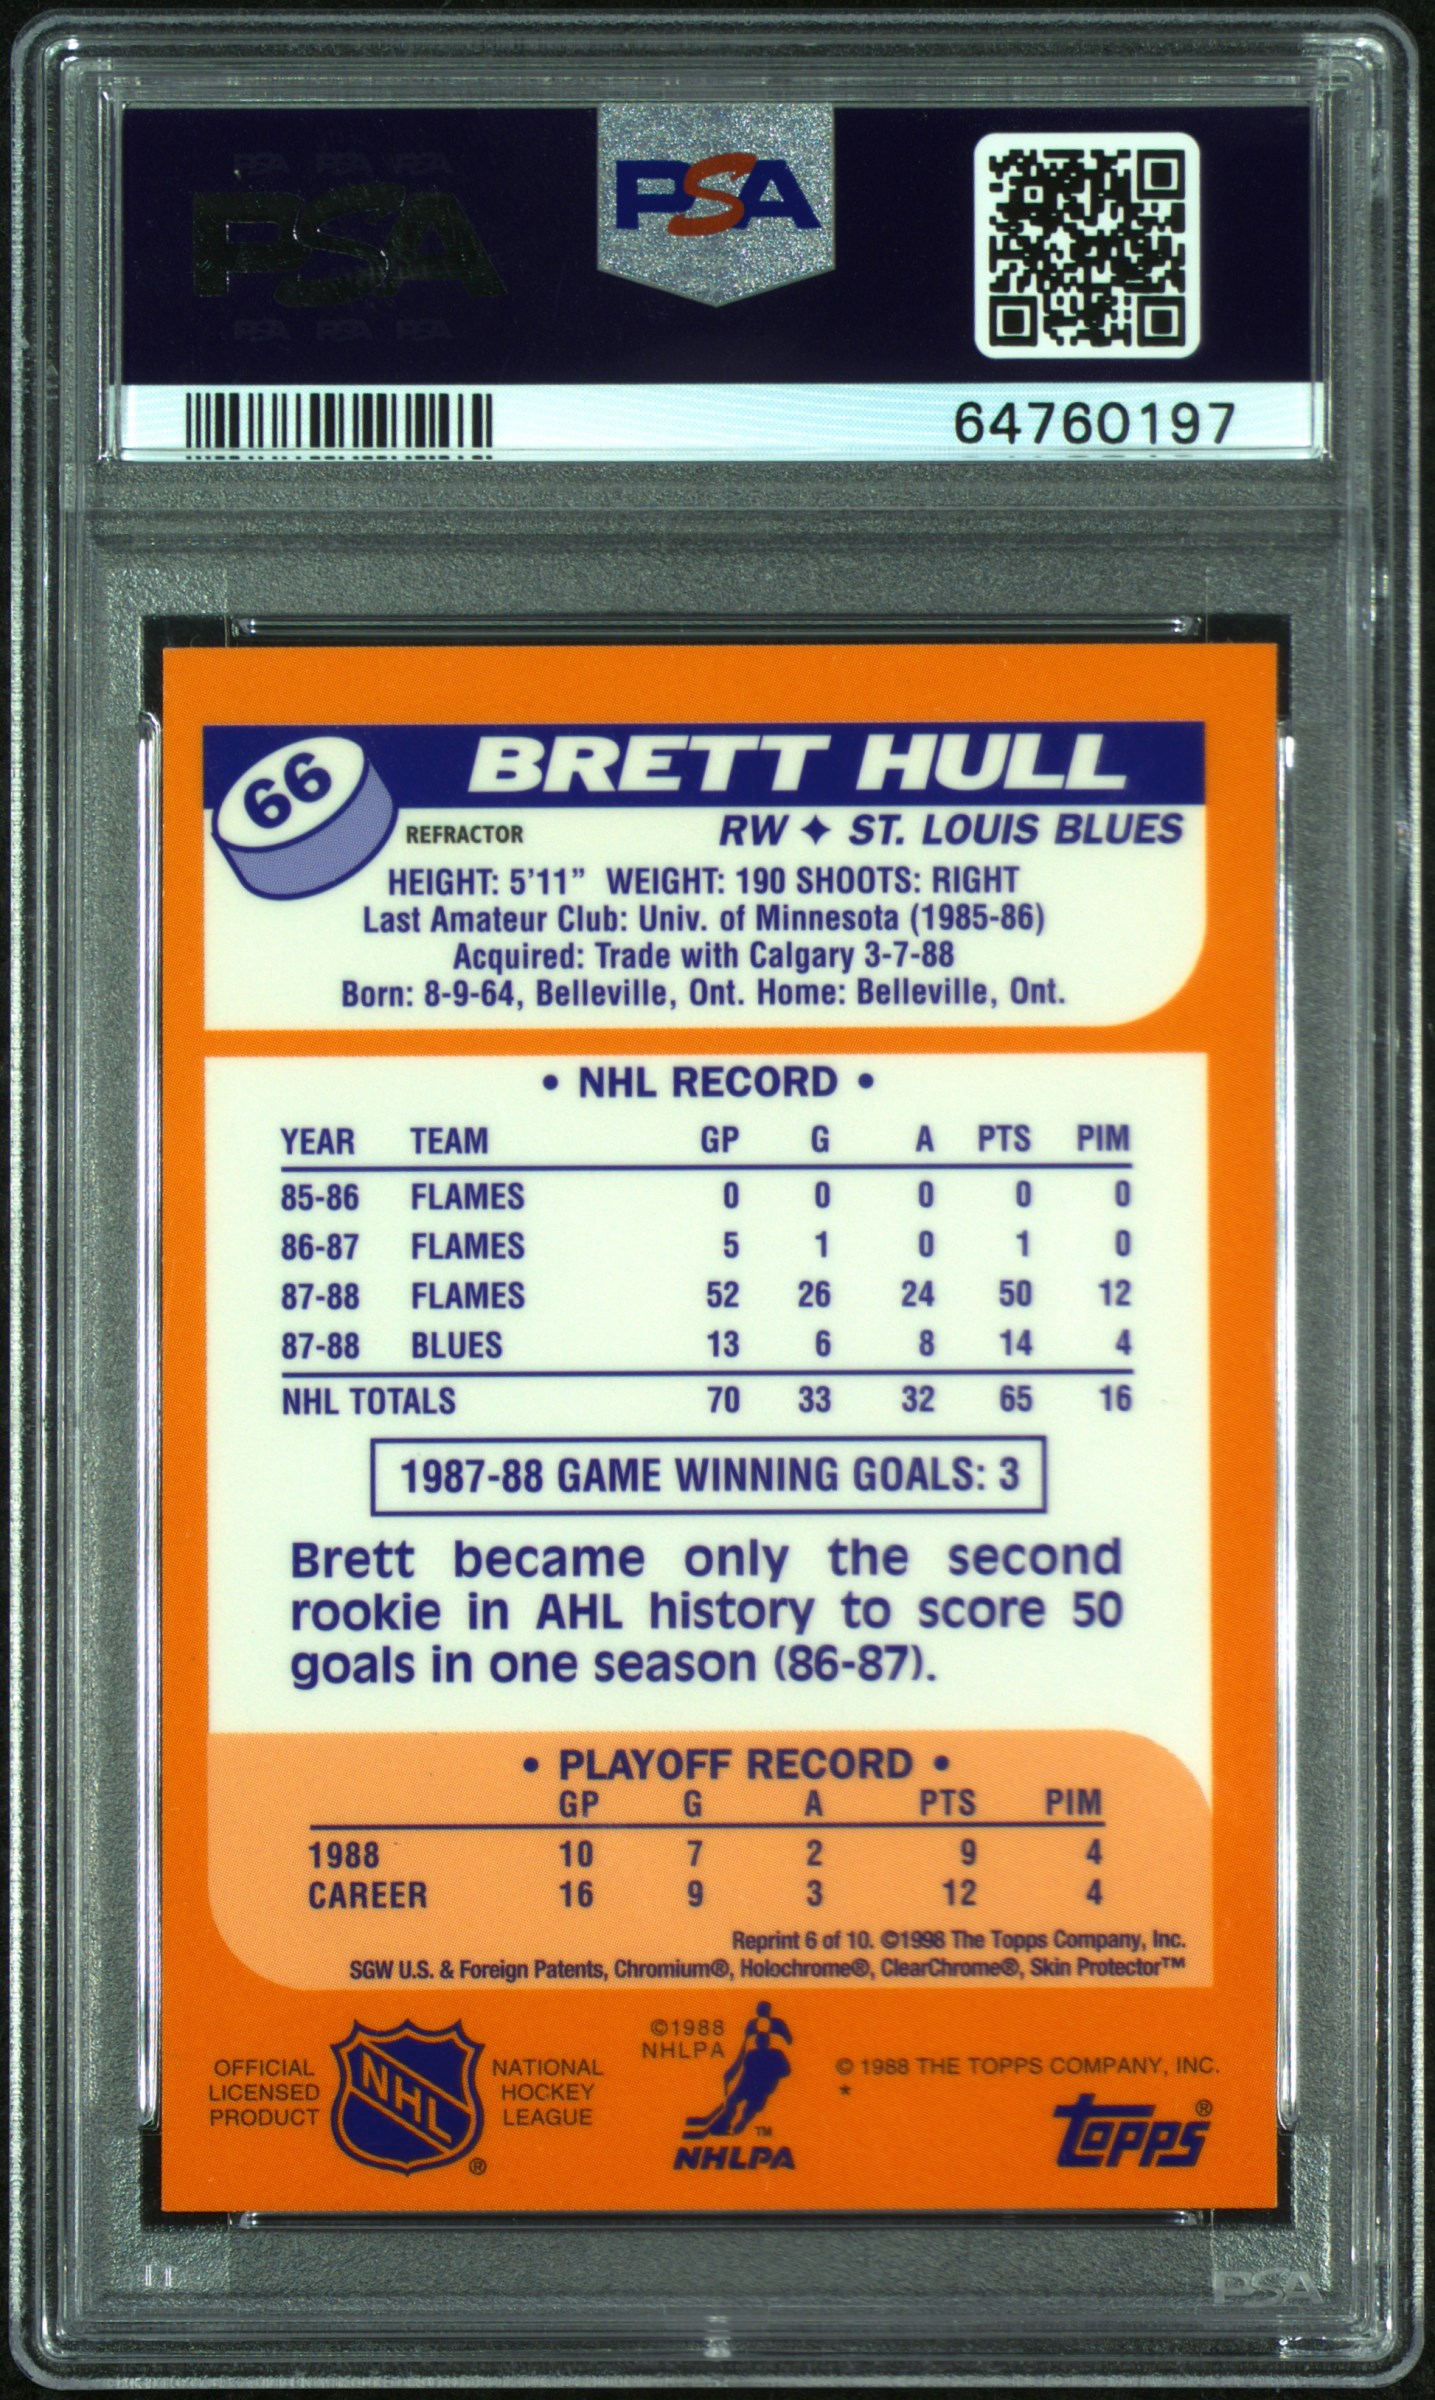 PSA PSA PSA
PSA
PSA PSA PSA
PSA
64760197
66
BRETT HULL
REFRACTOR
RW ✦ ST. LOUIS BLUES
HEIGHT: 5'11" WEIGHT: 190 SHOOTS: RIGHT
Last Amateur Club: Univ. of Minnesota (1985-86)
Acquired: Trade with Calgary 3-7-88
Born: 8-9-64, Belleville, Ont. Home: Belleville, Ont.
• NHL RECORD •
YEAR TEAM GP G A PTS PIM
85-86 FLAMES 0 0 0 0 0
86-87 FLAMES 5 1 0 1 0
87-88 FLAMES 52 26 24 50 12
87-88 BLUES 13 6 8 14 4
NHL TOTALS 70 33 32 65 16
1987-88 GAME WINNING GOALS: 3
Brett became only the second
rookie in AHL history to score 50
goals in one season (86-87).
• PLAYOFF RECORD •
GP G A PTS PIM
1988 10 7 2 9 4
CAREER 16 9 3 12 4
Reprint 6 of 10. ©1998 The Topps Company, Inc.
SGW U.S. & Foreign Patents, Chromium®, Holochrome®, ClearChrome®, Skin Protector™
OFFICIAL
LICENSED
PRODUCT
NHL
®
NATIONAL
HOCKEY
LEAGUE
©1988
NHLPA
TM
NHLPA
© 1988 THE TOPPS COMPANY, INC.
*
Topps®
PSA